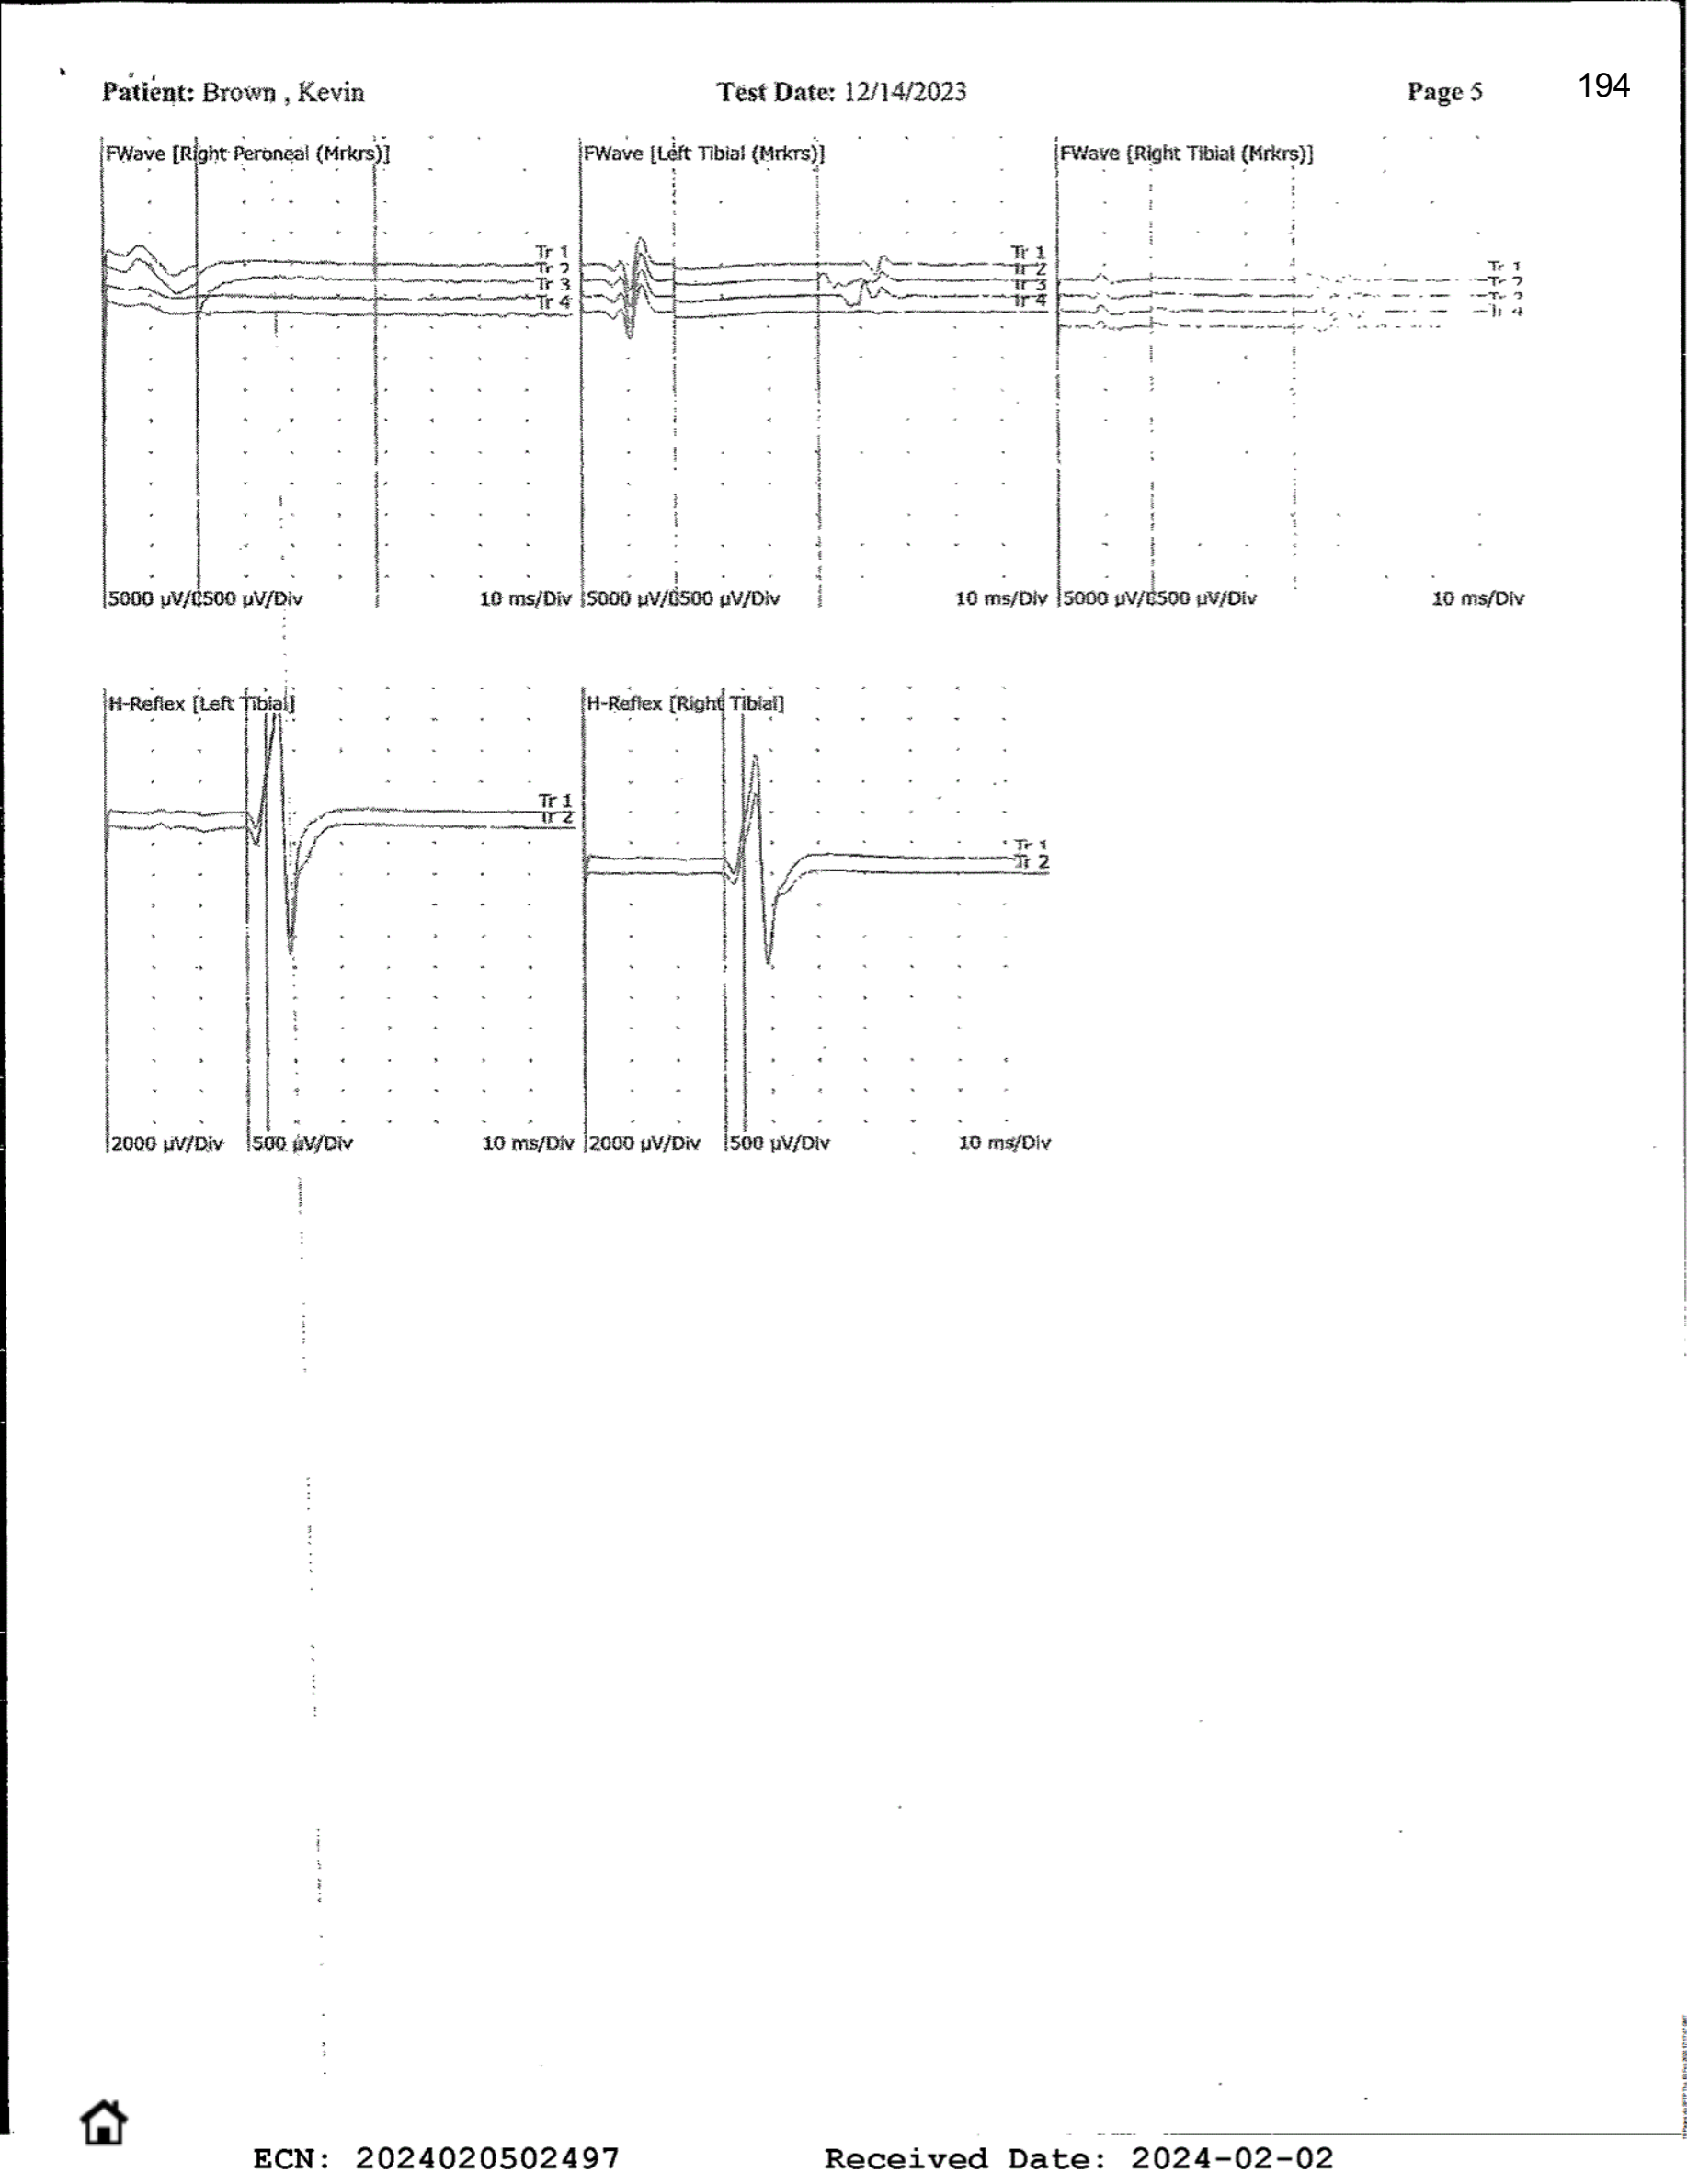 Patient: Brown , Kevin Test Date: 12/14/2023 Page 5 194
FWave [Right Peroneal (Mrkrs)] FWave [Left Tibial (Mrkrs)] FWave [Right Tibial (Mrkrs)]
Tr 1 Tr 1 Tr 1
Tr 2 Tr 2 Tr 2
Tr 3 Tr 3 Tr 3
Tr 4 Tr 4 Tr 4
5000 µV/ 500 µV/Div 10 ms/Div 5000 µV/ 500 µV/Div 10 ms/Div 5000 µV/ 500 µV/Div 10 ms/Div
H-Reflex [Left Tibial] H-Reflex [Right Tibial]
Tr 1
Tr 2
Tr 1
Tr 2
2000 µV/Div 500 µV/Div 10 ms/Div 2000 µV/Div 500 µV/Div 10 ms/Div
ECN: 2024020502497 Received Date: 2024-02-02